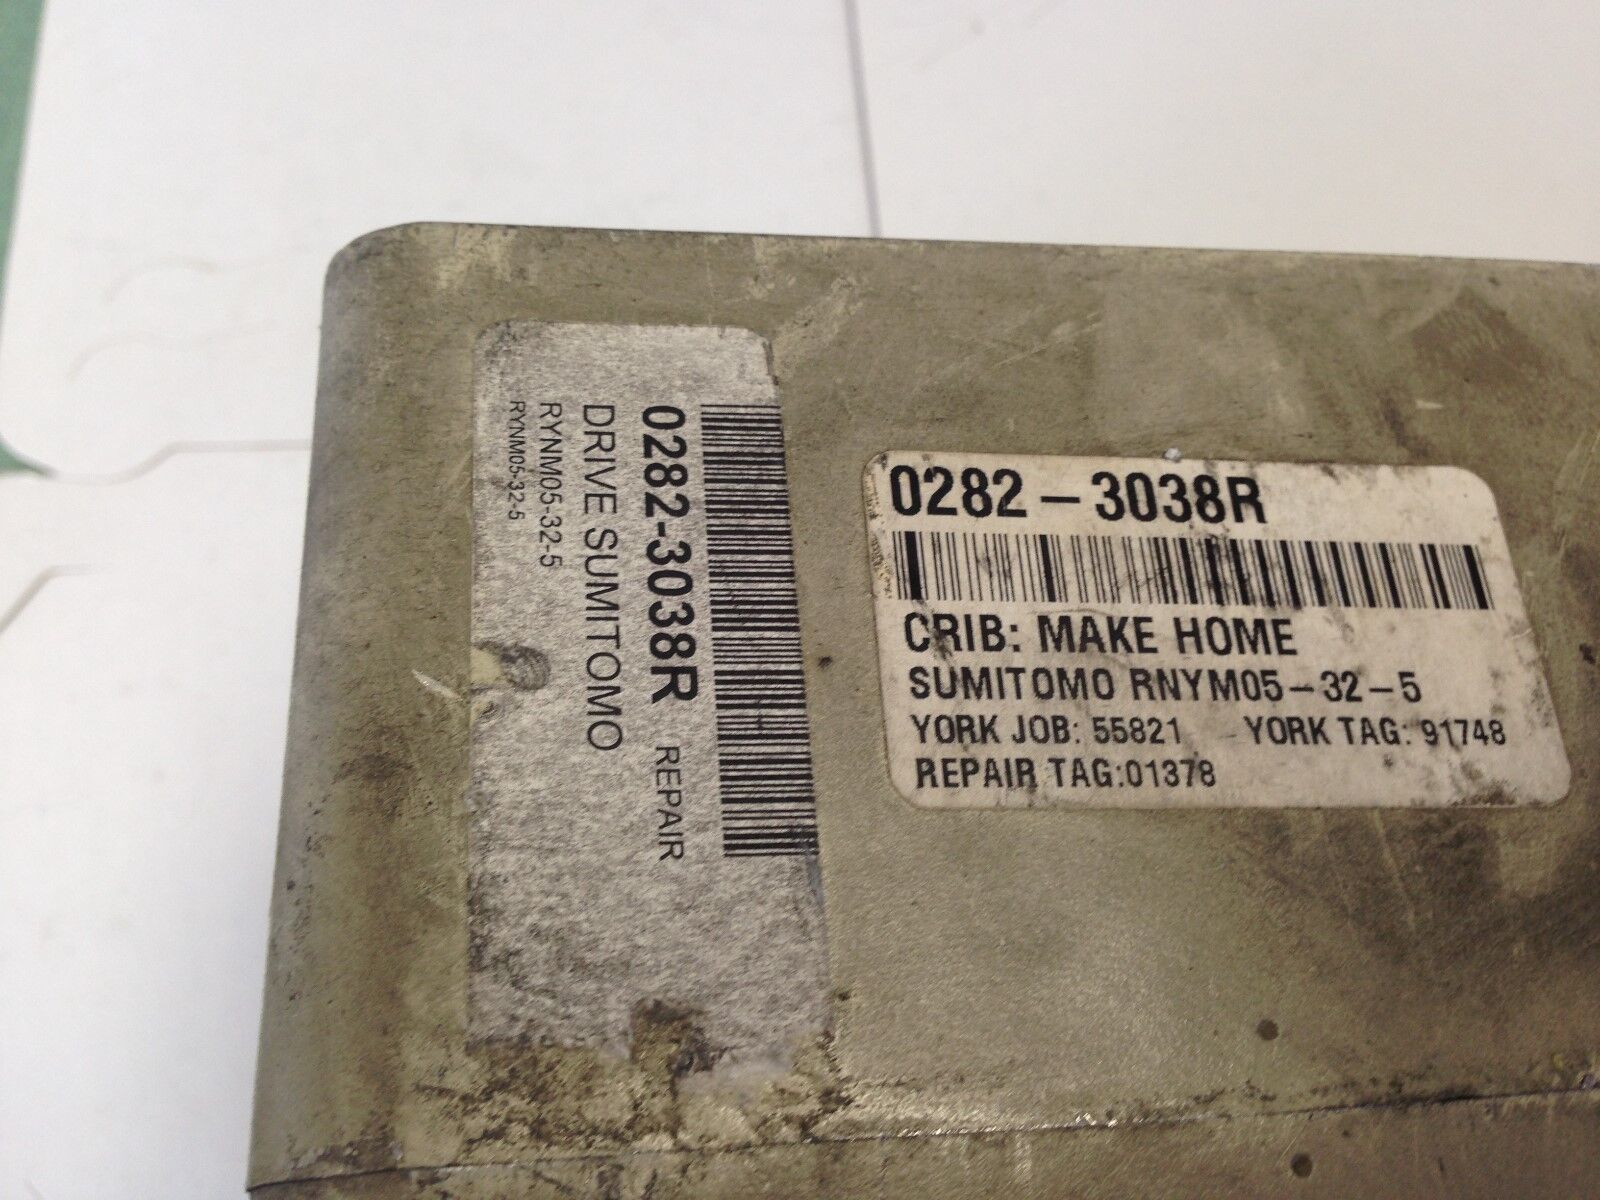 0282-3038R REPAIR
DRIVE SUMITOMO
RYNM05-32-5
RYNM05-32-5
0282-3038R
CRIB: MAKE HOME
SUMITOMO RNYM05-32-5
YORK JOB: 55821 YORK TAG: 91748
REPAIR TAG:01378